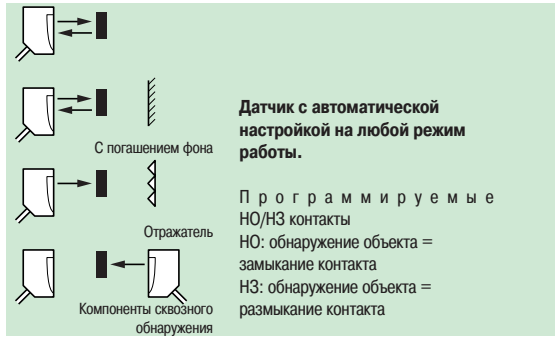 С погашением фона
Отражатель
Компоненты сквозного
обнаружения
Датчик с автоматической
настройкой на любой режим
работы.
П р о г р а м м и р у е м ы е
НО/НЗ контакты
НО: обнаружение объекта =
замыкание контакта
НЗ: обнаружение объекта =
размыкание контакта